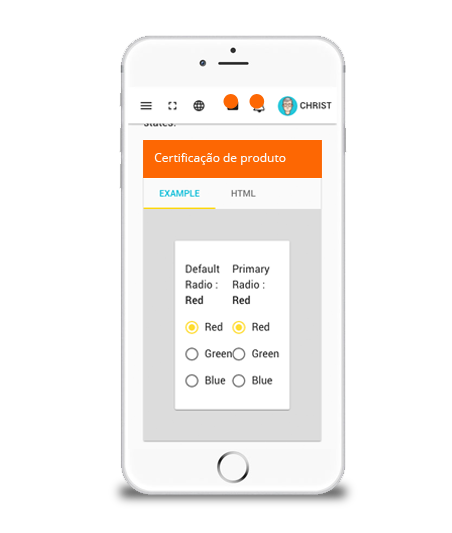 CHRIST
states.
Certificação de produto
EXAMPLE HTML
Default Primary
Radio : Radio :
Red Red
Red Red
Green Green
Blue Blue